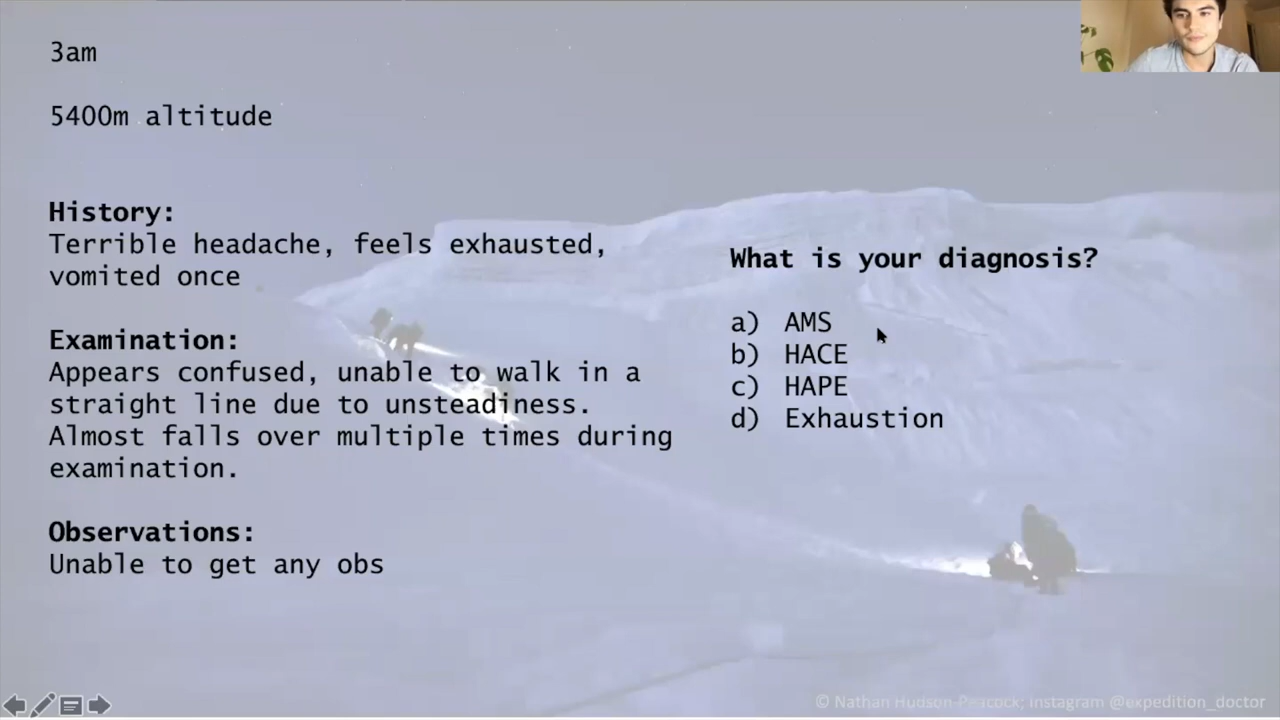 3am
5400m altitude
History:
Terrible headache, feels exhausted,
vomited once
Examination:
Appears confused, unable to walk in a
straight line due to unsteadiness.
Almost falls over multiple times during
examination.
Observations:
Unable to get any obs
What is your diagnosis?
a) AMS
b) HACE
c) HAPE
d) Exhaustion
© Nathan Hudson-Peacock; instagram @expedition_doctor